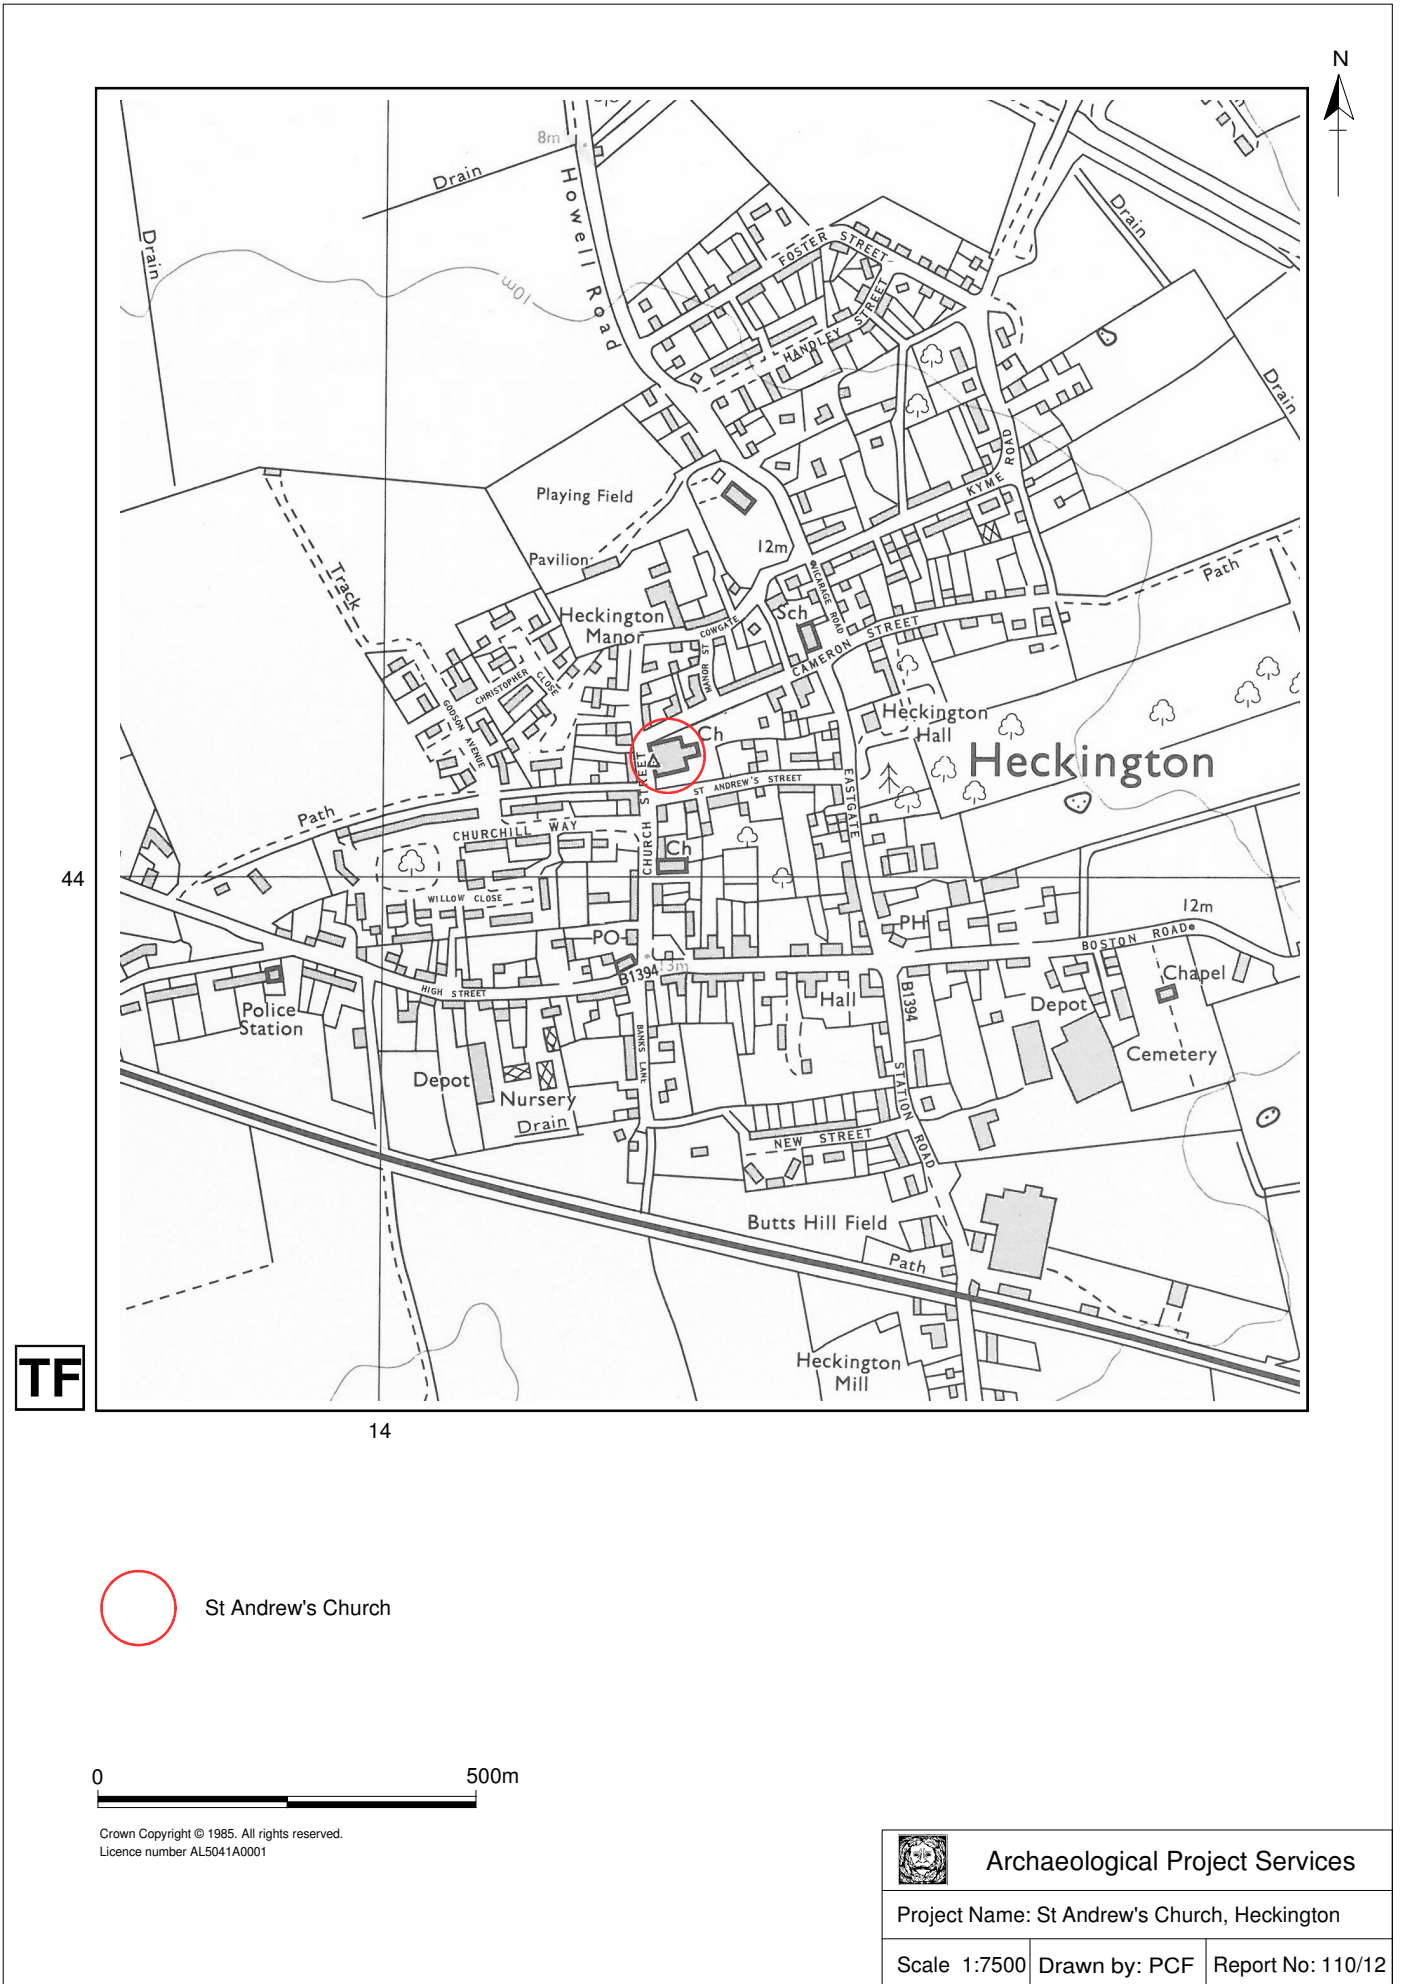 N
8m
Drain
Howell Road
Drain
Drain
FOSTER STREET
10m
HANDLEY STREET
Drain
KYME ROAD
Playing Field
12m
Pavilion
Path
Track
VICARAGE ROAD
Sch
Heckington
Manor
COWGATE
CAMERON STREET
MANOR ST
CHRISTOPHER CLOSE
GODSON AVENUE
Heckington
Hall
Ch
Heckington
ST ANDREW'S STREET
EASTGATE
Path
CHURCHILL WAY
CHURCH STREET
Ch
44
WILLOW CLOSE
12m
PH
PO
BOSTON ROAD
B1394
13m
Chapel
HIGH STREET
Hall
B1394
Depot
Police
Station
BANKS LANE
Cemetery
Depot
STATION ROAD
Nursery
Drain
NEW STREET
Butts Hill Field
Path
Heckington
Mill
TF
14
St Andrew's Church
0 500m
Crown Copyright © 1985. All rights reserved.
Licence number AL5041A0001
Archaeological Project Services
Project Name: St Andrew's Church, Heckington
Scale 1:7500 Drawn by: PCF Report No: 110/12